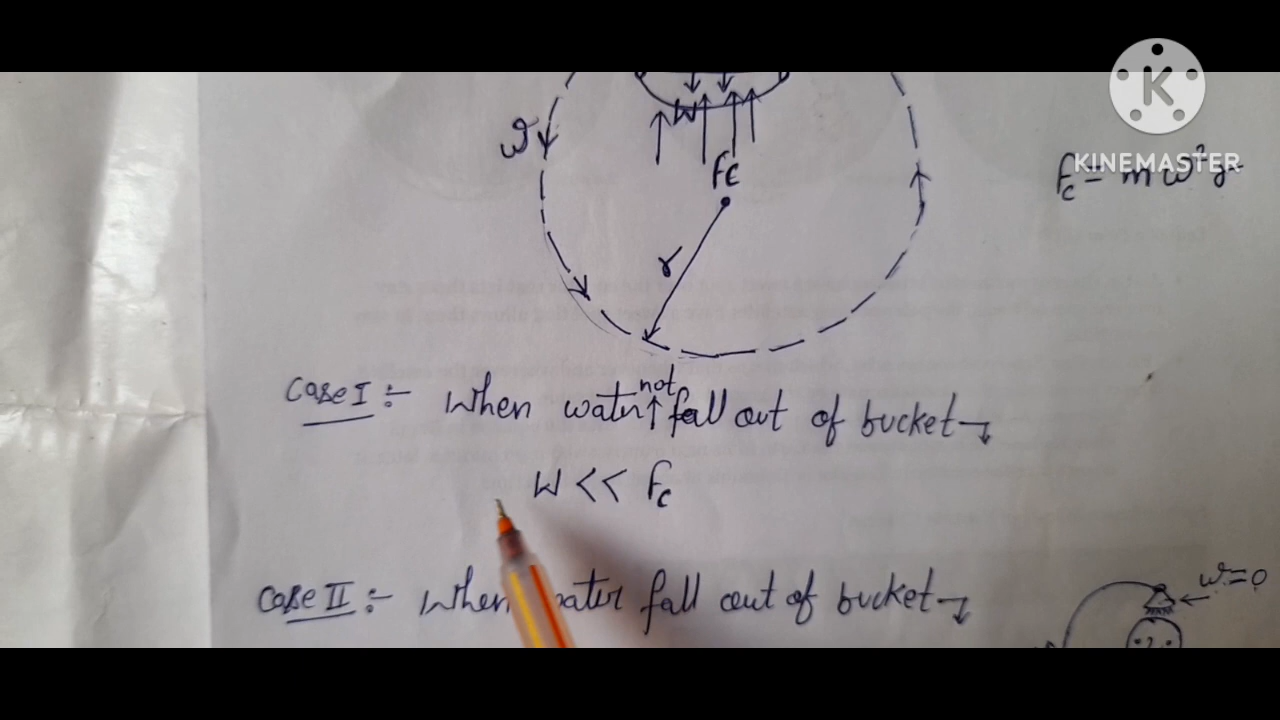 K
KINEMASTER
ω
W
Fc
Fc = mω²r
r
Case I :- When water not fall out of bucket →
W << Fc
Case II :- When water fall out of bucket →
ω = 0